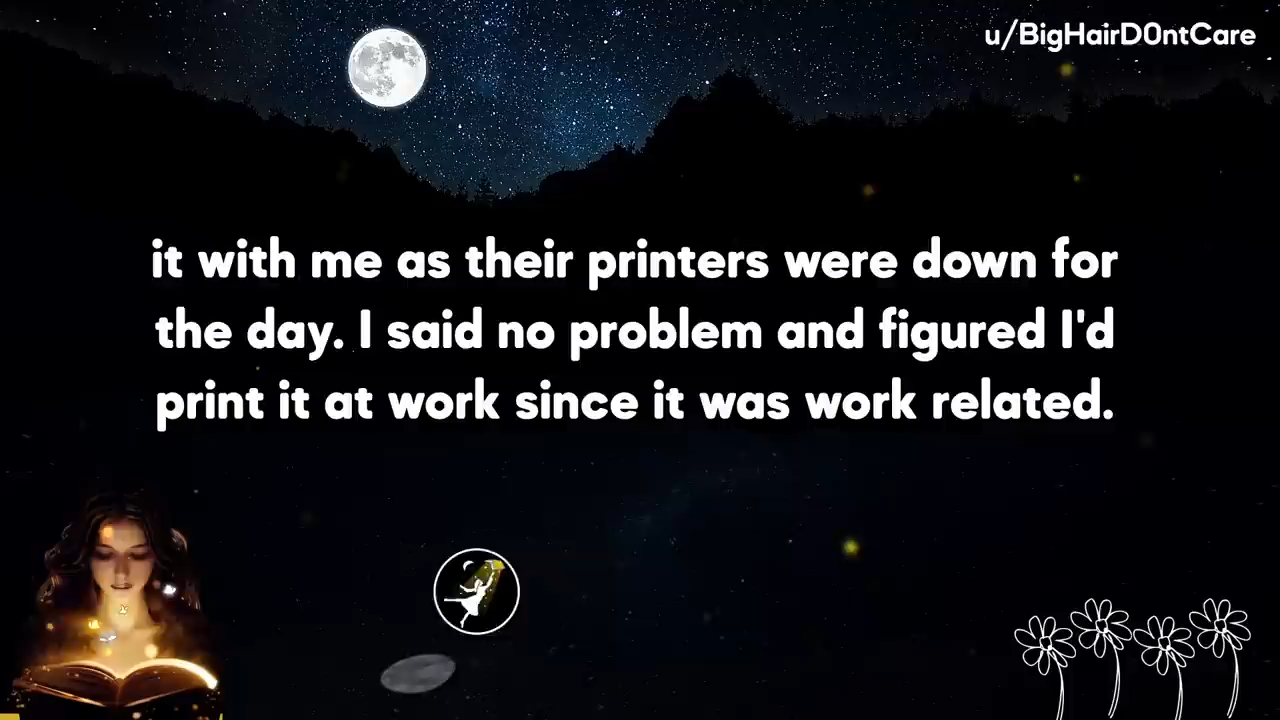 u/BigHairD0ntCare
it with me as their printers were down for
the day. I said no problem and figured I'd
print it at work since it was work related.